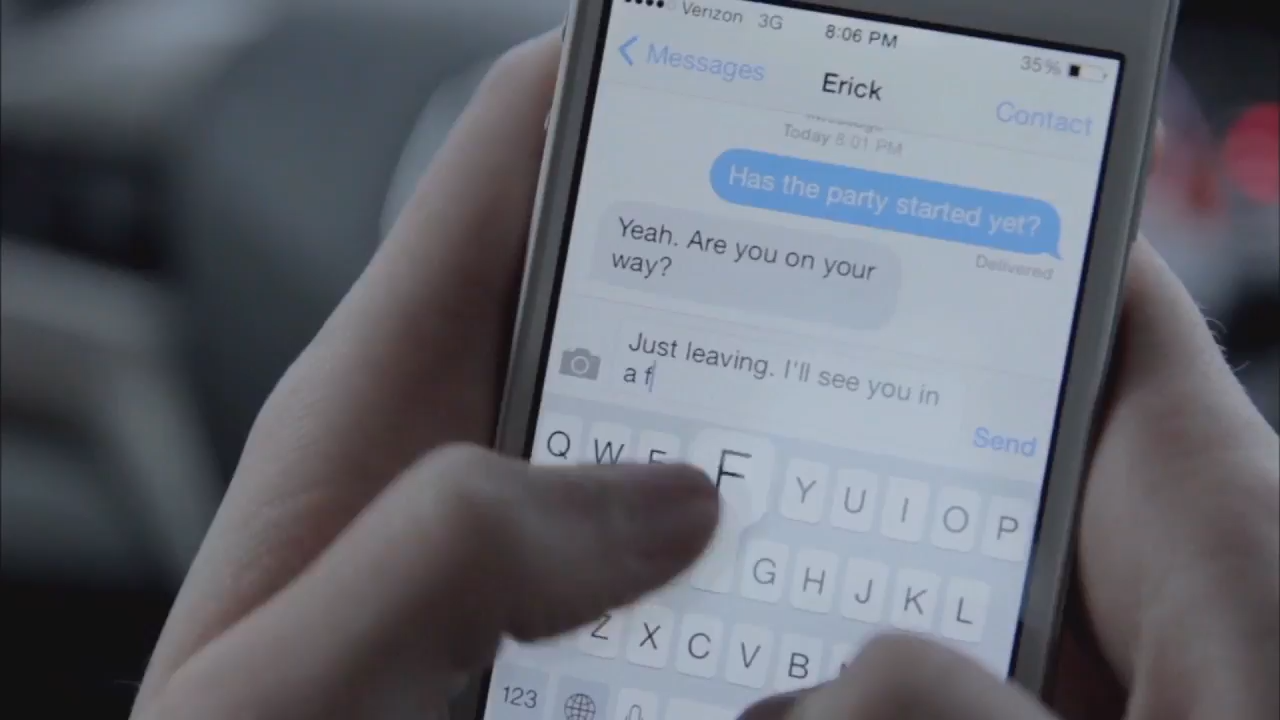 Verizon 3G 8:06 PM 35%
Messages Erick Contact
Today 8:01 PM
Has the party started yet?
Delivered
Yeah. Are you on your
way?
Just leaving. I'll see you in
a f
Send
Q W E F Y U I O P
G H J K L
Z X C V B
123